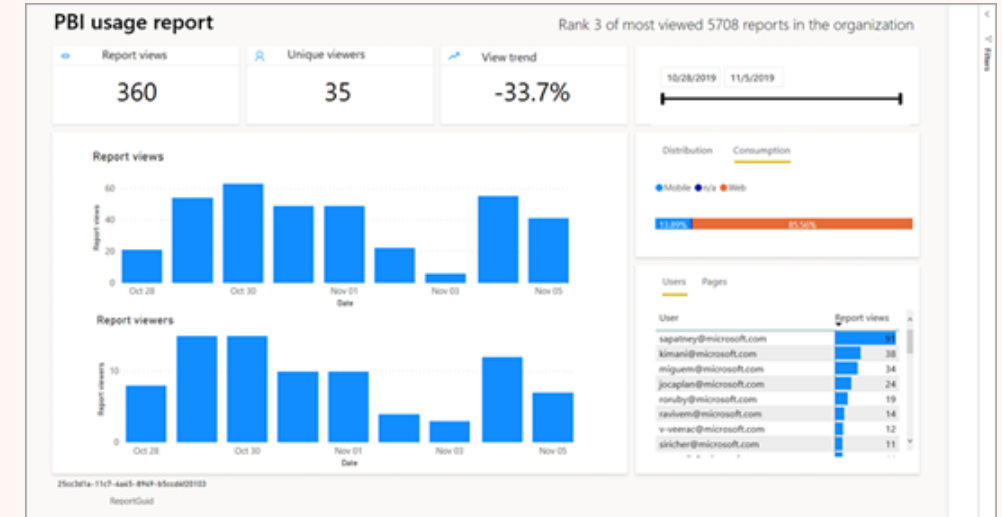 PBI usage report
Rank 3 of most viewed 5708 reports in the organization
Report views
360
Unique viewers
35
View trend
-33.7%
10/28/2019 11/5/2019
Filters
Report views
Report views
60
40
20
0
Oct 28 Oct 30 Nov 01 Nov 03 Nov 05
Date
Report viewers
Report viewers
10
0
Oct 28 Oct 30 Nov 01 Nov 03 Nov 05
Date
Distribution Consumption
Mobile n/a Web
13.89% 85.56%
Users Pages
User Report views
sapatney@microsoft.com 91
kimani@microsoft.com 38
miguem@microsoft.com 34
jocaplan@microsoft.com 24
roruby@microsoft.com 19
ravivem@microsoft.com 14
v-veerac@microsoft.com 12
siricher@microsoft.com 11
ReportGuid